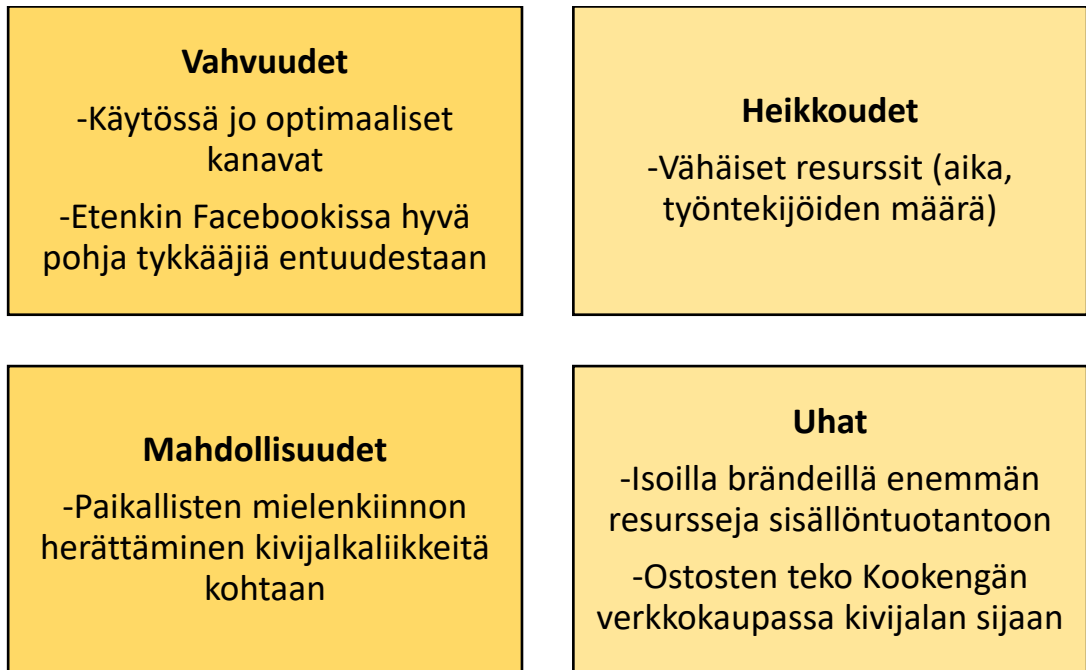 Vahvuudet
-Käytössä jo optimaaliset
kanavat
-Etenkin Facebookissa hyvä
pohja tykkääjiä entuudestaan
Heikkoudet
-Vähäiset resurssit (aika,
työntekijöiden määrä)
Mahdollisuudet
-Paikallisten mielenkiinnon
herättäminen kivijalkaliikkeitä
kohtaan
Uhat
-Isoilla brändeillä enemmän
resursseja sisällöntuotantoon
-Ostosten teko Kookengän
verkkokaupassa kivijalan sijaan